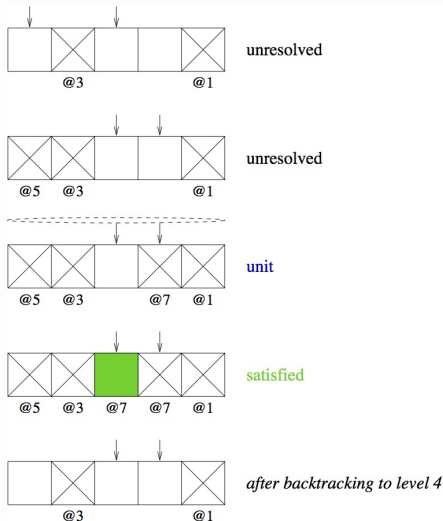 unresolved
@3 @1
unresolved
@5 @3 @1
unit
@5 @3 @7 @1
satisfied
@5 @3 @7 @7 @1
after backtracking to level 4
@3 @1